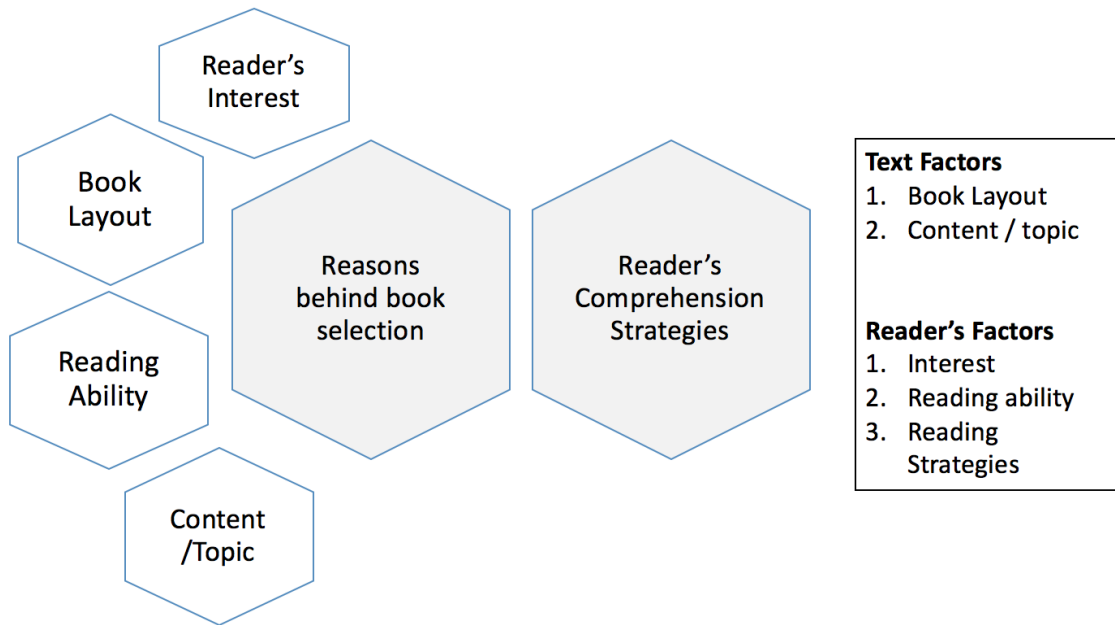 Reader’s
Interest
Book
Layout
Reading
Ability
Content
/Topic
Reasons
behind book
selection
Reader’s
Comprehension
Strategies
Text Factors
1. Book Layout
2. Content / topic
Reader’s Factors
1. Interest
2. Reading ability
3. Reading
Strategies